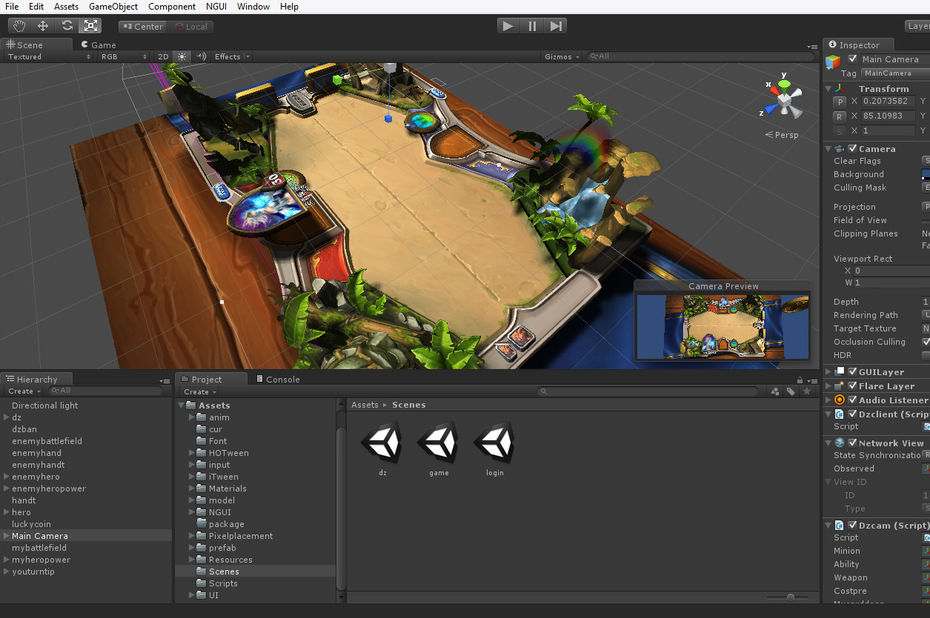 File Edit Assets GameObject Component NGUI Window Help
Center Local
Layer
Scene Game
Textured RGB 2D Effects Gizmos All
y
x
z
Persp
30
Camera Preview
Inspector
Main Camera
Tag MainCamera
Transform
P X 0.2073582 Y
R X 85.10983 Y
S X 1 Y
Camera
Clear Flags
Background
Culling Mask
Projection
Field of View
Clipping Planes
Viewport Rect
X 0
W 1
Depth 1
Rendering Path
Target Texture
Occlusion Culling
HDR
GUILayer
Flare Layer
Audio Listener
Dzclient (Scrip
Script
Network View
State Synchronizatio
Observed
View ID
ID
Type
Dzcam (Script)
Script
Minion
Ability
Weapon
Costpre
Hierarchy
Create All
Directional light
dz
dzban
enemybattlefield
enemyhand
enemyhandt
enemyhero
enemyheropower
handt
hero
luckycoin
Main Camera
mybattlefield
myheropower
youturntip
Project Console
Create
Assets
anim
cur
Font
HOTween
input
iTween
Materials
model
NGUI
package
Pixelplacement
prefab
Resources
Scenes
Scripts
UI
Assets Scenes
dz game login